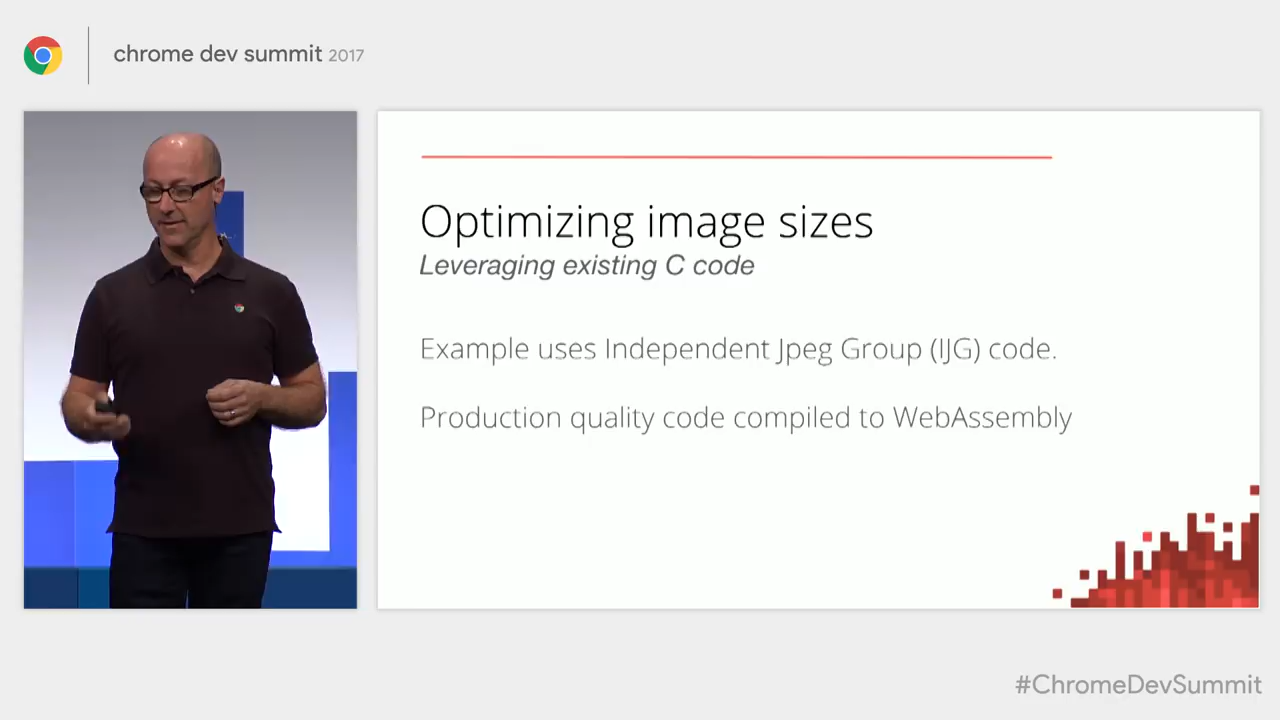 chrome dev summit 2017
Optimizing image sizes
Leveraging existing C code
Example uses Independent Jpeg Group (IJG) code.
Production quality code compiled to WebAssembly
#ChromeDevSummit